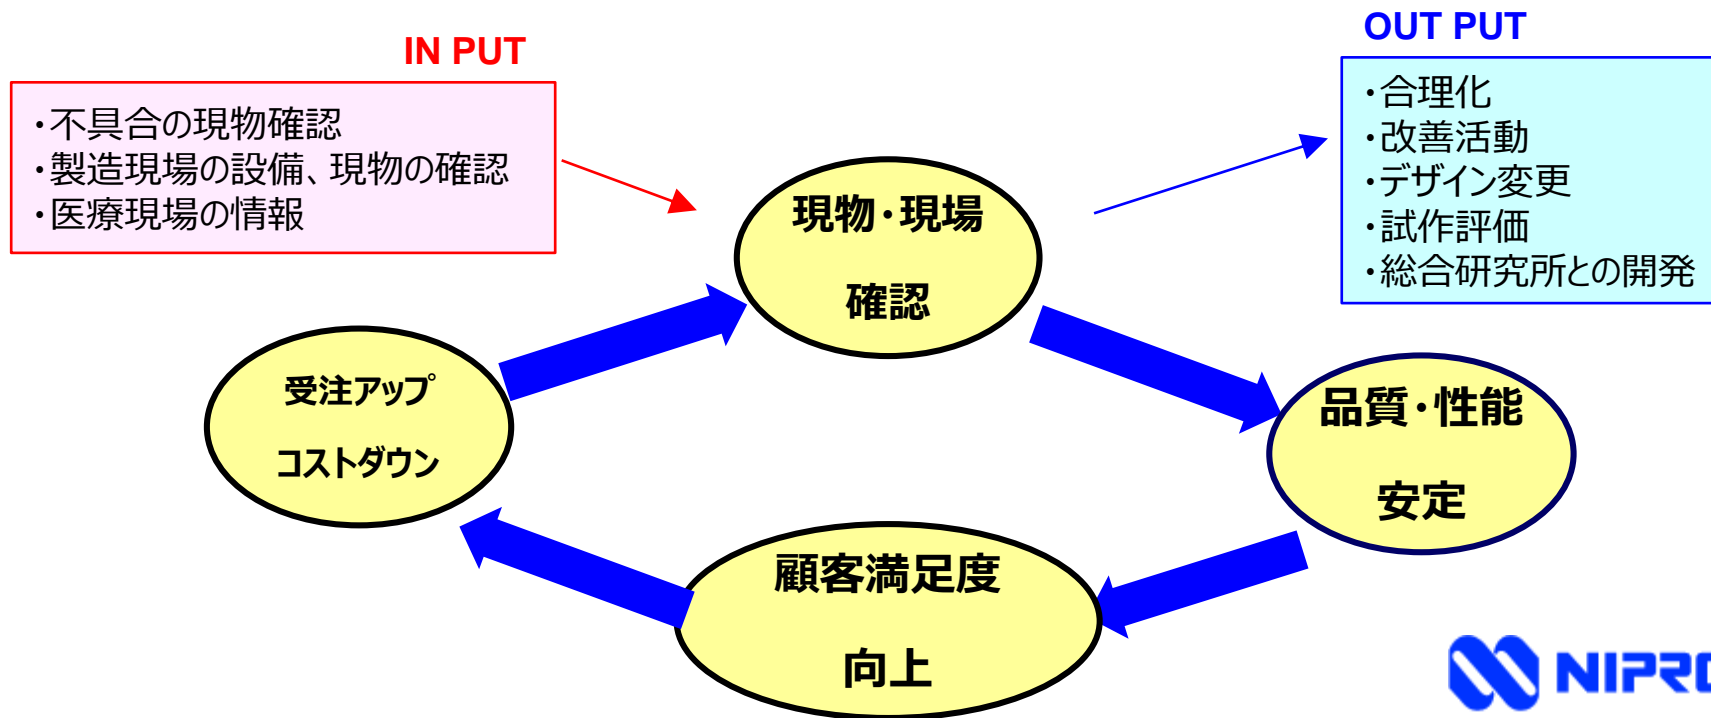 IN PUT
・不具合の現物確認
・製造現場の設備、現物の確認
・医療現場の情報
OUT PUT
・合理化
・改善活動
・デザイン変更
・試作評価
・総合研究所との開発
現物・現場
確認
品質・性能
安定
顧客満足度
向上
受注アップ
コストダウン
NIPRO